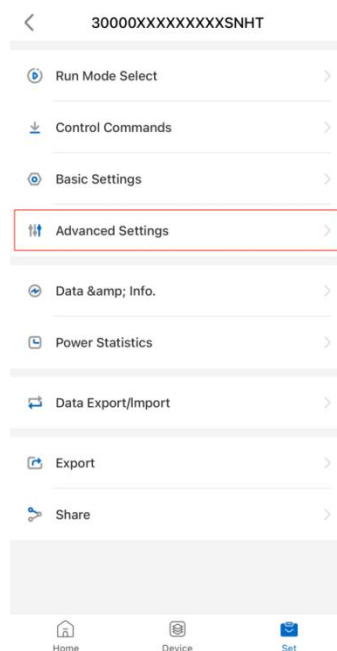 30000XXXXXXXXXSNHT
Run Mode Select
Control Commands
Basic Settings
Advanced Settings
Data &amp; Info.
Power Statistics
Data Export/Import
Export
Share
Home Device Set